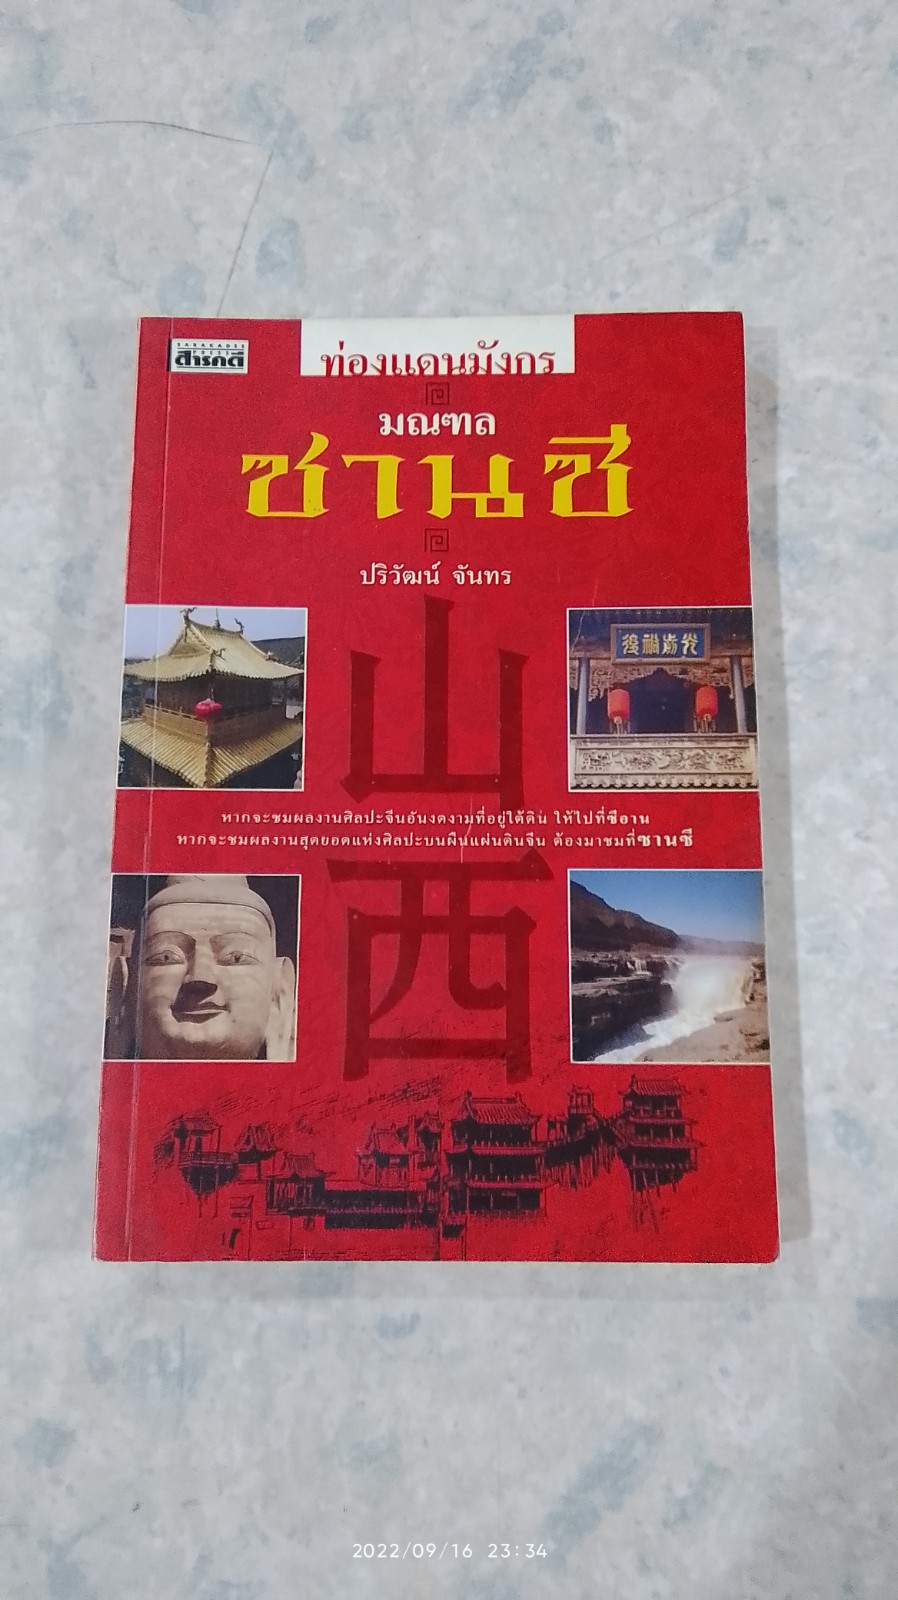 SARAKADEE
PRESS
สารคดี
ท่องแดนมังกร
มณฑล
ซานซี
ปริวัฒน์ จันทร
山
西
หากจะชมผลงานศิลปะจีนอันงดงามที่อยู่ใต้ดิน ให้ไปที่ซีอาน
หากจะชมผลงานสุดยอดแห่งศิลปะบนผืนแผ่นดินจีน ต้องมาชมที่ซานซี
2022/09/16 23:34